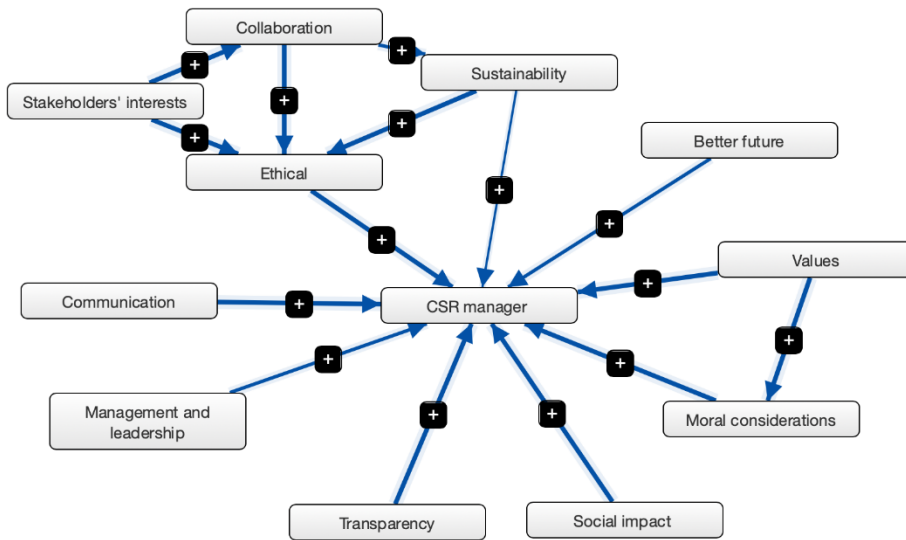 Collaboration
+
+
Sustainability
Stakeholders' interests
+
+
+
Better future
Ethical
+
+
+
Values
+
Communication
+
CSR manager
+
+
+
Management and
leadership
+
+
Moral considerations
Transparency
Social impact